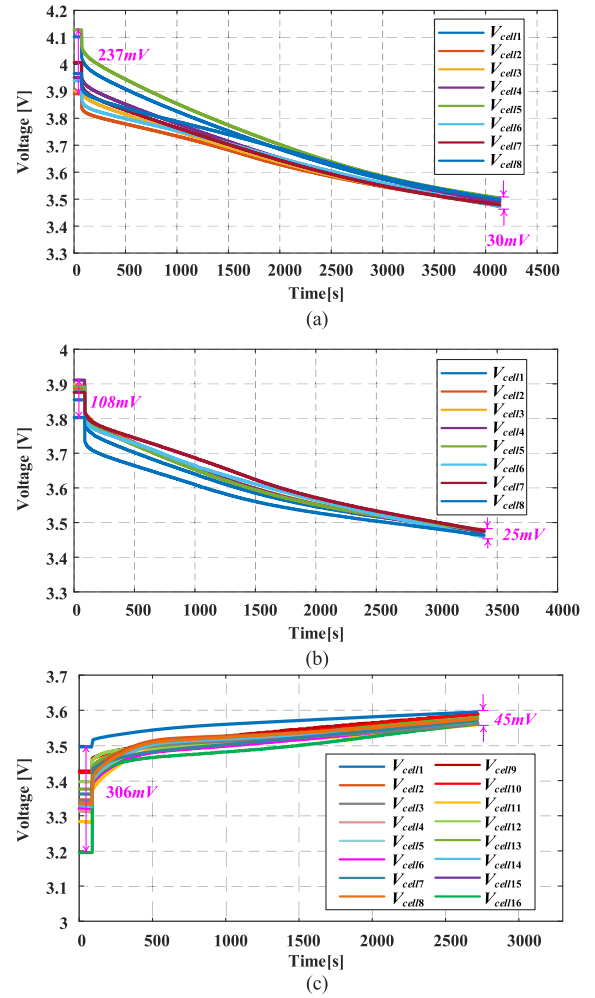 4.2
4.1
4
3.9
3.8
3.7
3.6
3.5
3.4
3.3
Voltage [V]
237mV
30mV
Vcell1
Vcell2
Vcell3
Vcell4
Vcell5
Vcell6
Vcell7
Vcell8
0 500 1000 1500 2000 2500 3000 3500 4000 4500
Time[s]
(a)
4
3.9
3.8
3.7
3.6
3.5
3.4
3.3
Voltage [V]
108mV
25mV
Vcell1
Vcell2
Vcell3
Vcell4
Vcell5
Vcell6
Vcell7
Vcell8
0 500 1000 1500 2000 2500 3000 3500 4000
Time[s]
(b)
3.7
3.6
3.5
3.4
3.3
3.2
3.1
3
Voltage [V]
306mV
45mV
Vcell1 Vcell9
Vcell2 Vcell10
Vcell3 Vcell11
Vcell4 Vcell12
Vcell5 Vcell13
Vcell6 Vcell14
Vcell7 Vcell15
Vcell8 Vcell16
0 500 1000 1500 2000 2500 3000
Time[s]
(c)